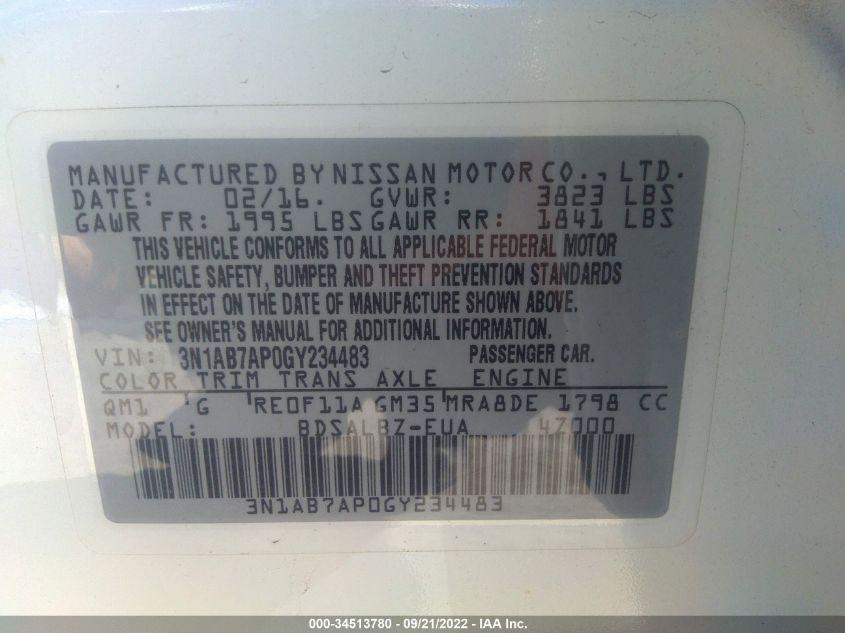 MANUFACTURED BY NISSAN MOTOR CO., LTD.
DATE: 02/16. GVWR: 3823 LBS
GAWR FR: 1995 LBS GAWR RR: 1841 LBS
THIS VEHICLE CONFORMS TO ALL APPLICABLE FEDERAL MOTOR
VEHICLE SAFETY, BUMPER AND THEFT PREVENTION STANDARDS
IN EFFECT ON THE DATE OF MANUFACTURE SHOWN ABOVE.
SEE OWNER'S MANUAL FOR ADDITIONAL INFORMATION.
VIN: 3N1AB7AP0GY234483 PASSENGER CAR.
COLOR TRIM TRANS AXLE ENGINE
QM1 G RE0F11A GM35 MRA8DE 1798 CC
MODEL: BDSALBZ-EUA 4Z000
3N1AB7AP0GY234483
000-34513780 - 09/21/2022 - IAA Inc.